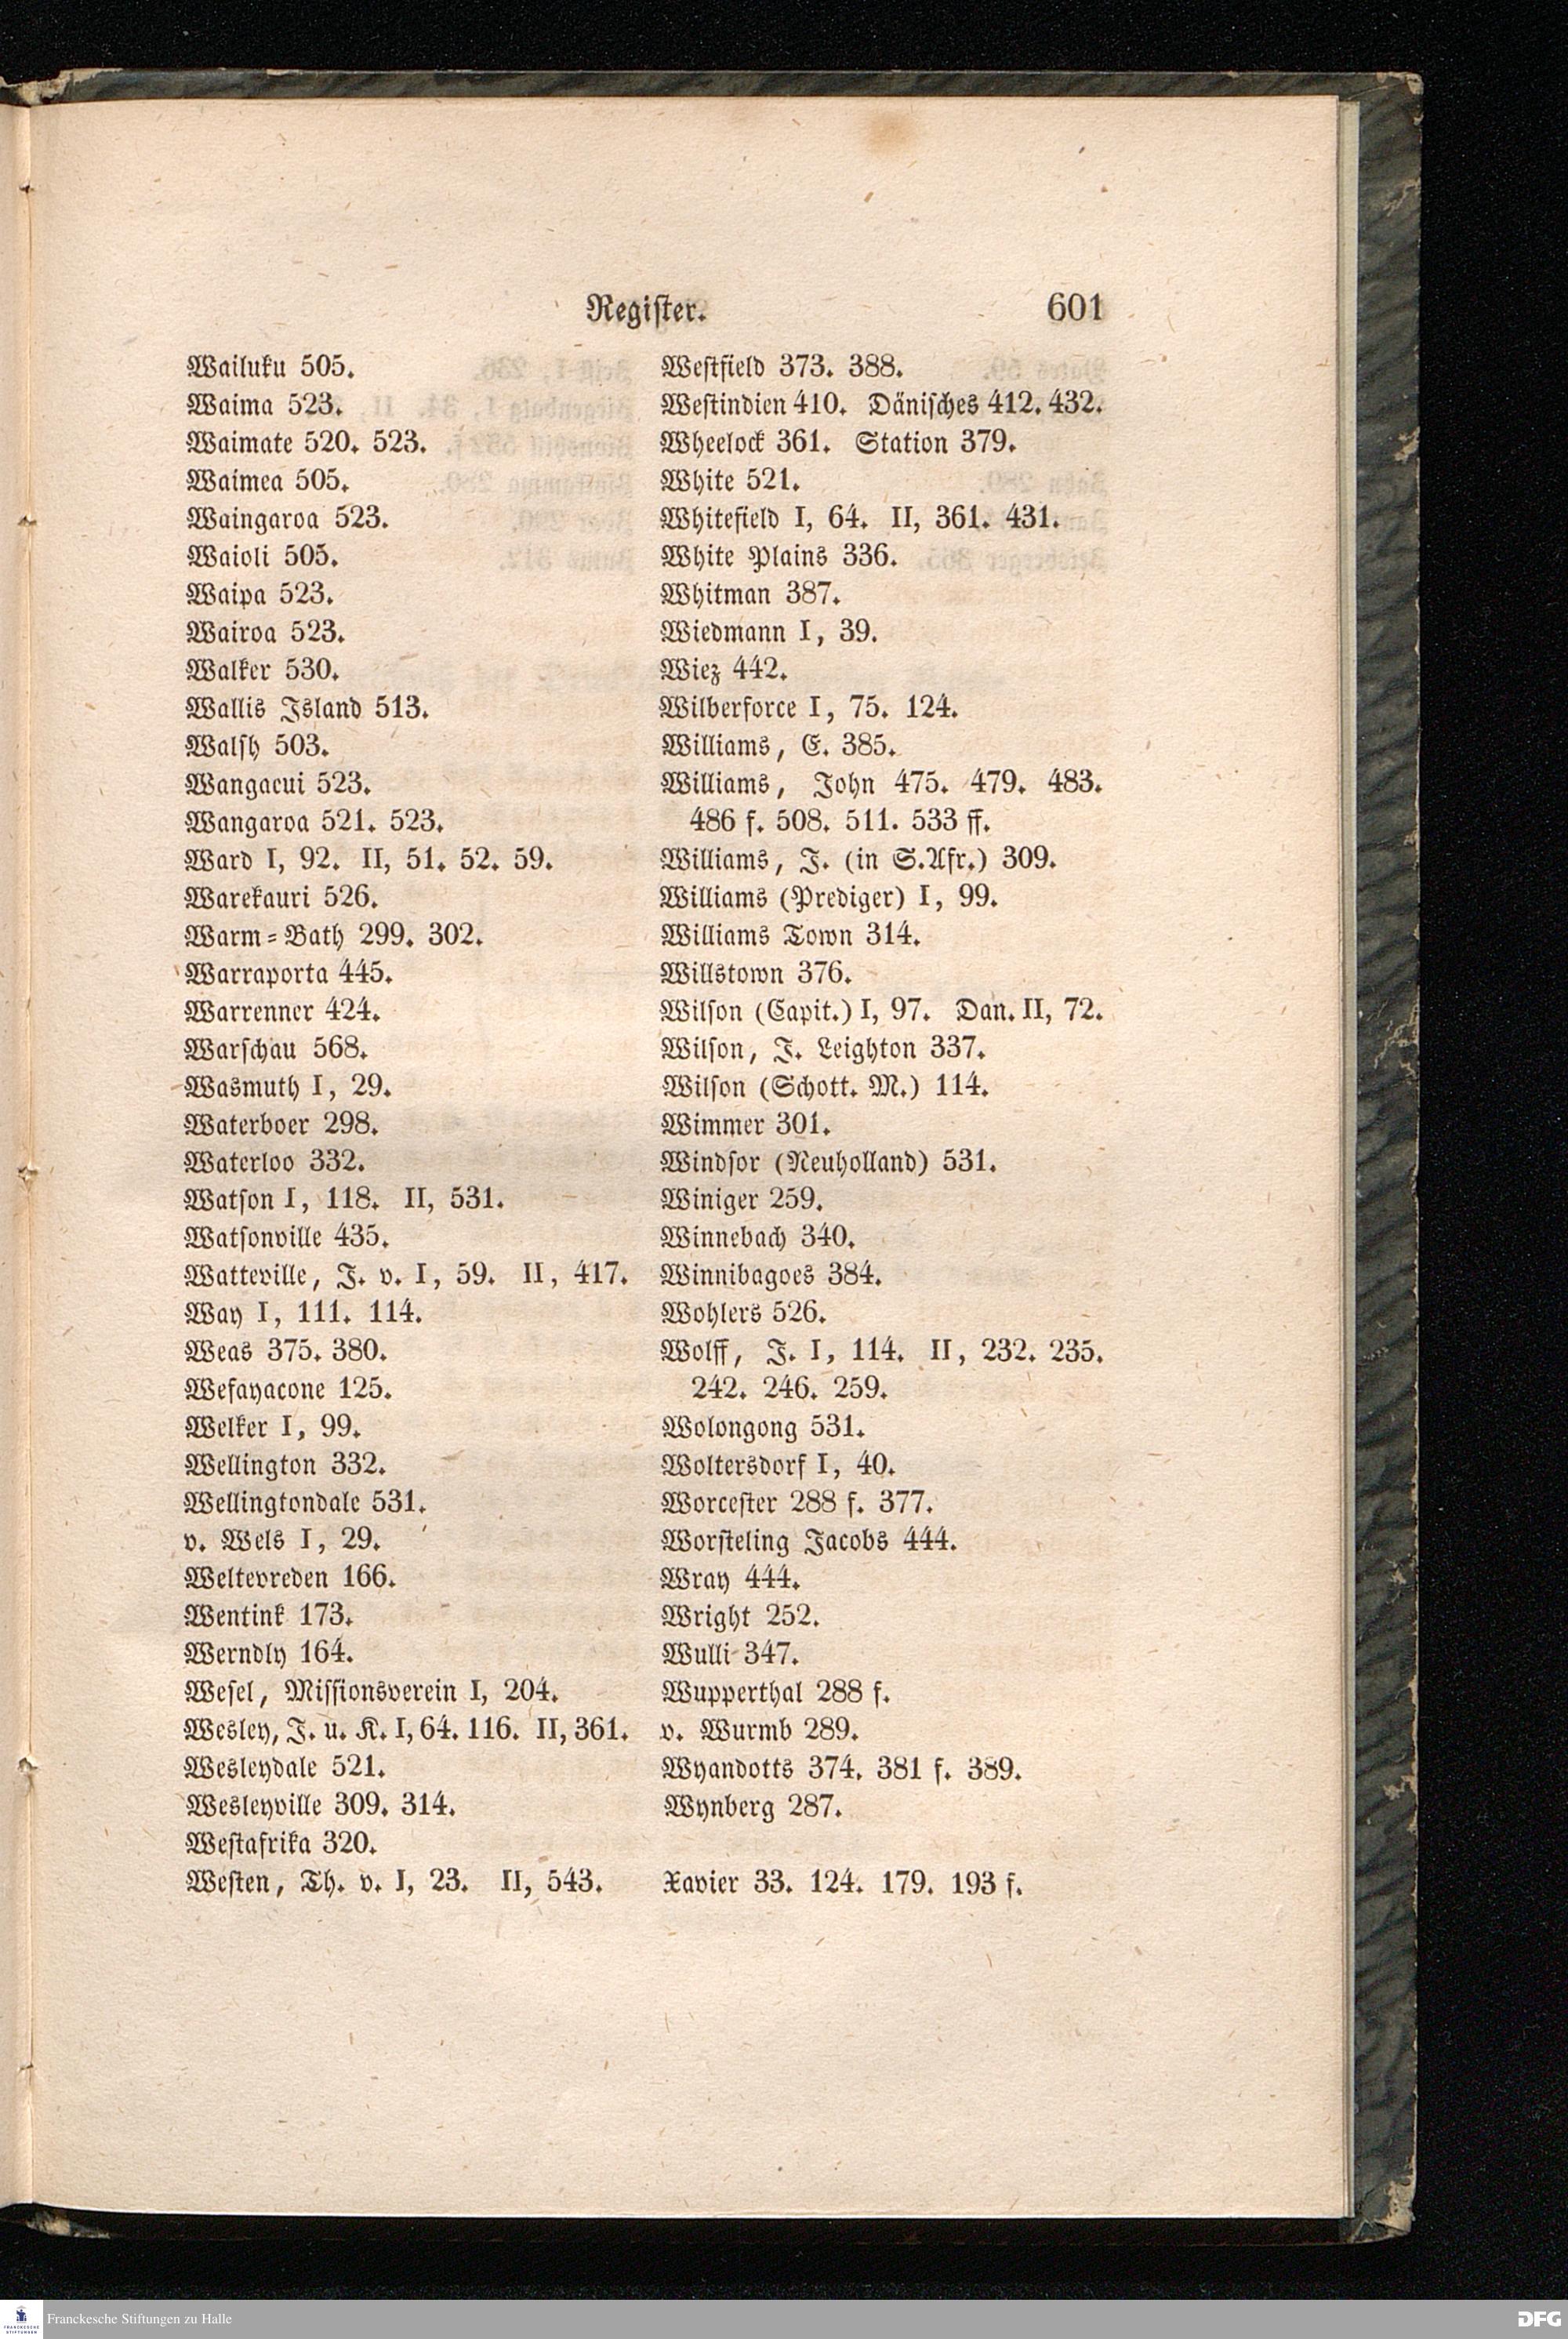 Register. 601
Wailuku 505.
Waima 523.
Waimate 520. 523.
Waimea 505.
Waingaroa 523.
Waioli 505.
Waipa 523.
Wairoa 523.
Walker 530.
Wallis Island 513.
Walsh 503.
Wangacui 523.
Wangaroa 521. 523.
Ward I, 92. II, 51. 52. 59.
Warekauri 526.
Warm-Bath 299. 302.
Warraporta 445.
Warrenner 424.
Warschau 568.
Wasmuth I, 29.
Waterboer 298.
Waterloo 332.
Watson I, 118. II, 531.
Watsonville 435.
Watteville, J. v. I, 59. II, 417.
Way I, 111. 114.
Weas 375. 380.
Wefayacone 125.
Welker I, 99.
Wellington 332.
Wellingtondale 531.
v. Wels I, 29.
Weltevreden 166.
Wentink 173.
Werndly 164.
Wesel, Missionsverein I, 204.
Wesley, J. u. K. I, 64. 116. II, 361.
Wesleydale 521.
Wesleyville 309. 314.
Westafrika 320.
Westen, Th. v. I, 23. II, 543.
Westfield 373. 388.
Westindien 410. Dänisches 412. 432.
Wheelock 361. Station 379.
White 521.
Whitefield I, 64. II, 361. 431.
White Plains 336.
Whitman 387.
Wiedmann I, 39.
Wiez 442.
Wilberforce I, 75. 124.
Williams, E. 385.
Williams, John 475. 479. 483.
486 f. 508. 511. 533 ff.
Williams, J. (in S.Afr.) 309.
Williams (Prediger) I, 99.
Williams Town 314.
Willstown 376.
Wilson (Capit.) I, 97. Dan. II, 72.
Wilson, J. Leighton 337.
Wilson (Schott. M.) 114.
Wimmer 301.
Windsor (Neuholland) 531.
Winiger 259.
Winnebach 340.
Winnibagoes 384.
Wohlers 526.
Wolff, J. I, 114. II, 232. 235.
242. 246. 259.
Wolongong 531.
Woltersdorf I, 40.
Worcester 288 f. 377.
Worsteling Jacobs 444.
Wray 444.
Wright 252.
Wulli 347.
Wupperthal 288 f.
v. Wurmb 289.
Wyandotts 374. 381 f. 389.
Wynberg 287.
Xavier 33. 124. 179. 193 f.
Franckesche Stiftungen zu Halle
DFG